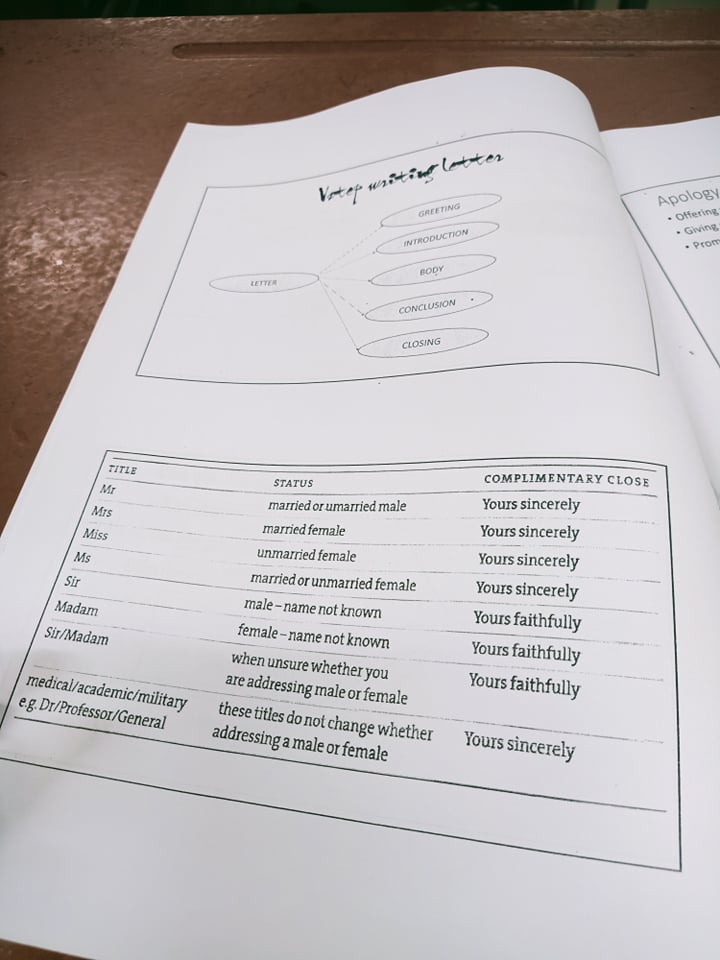 writing letter
GREETING
INTRODUCTION
LETTER
BODY
CONCLUSION
CLOSING
TITLE STATUS COMPLIMENTARY CLOSE
Mr married or umarried male Yours sincerely
Mrs married female Yours sincerely
Miss unmarried female Yours sincerely
Ms married or unmarried female Yours sincerely
Sir male – name not known Yours faithfully
Madam female – name not known Yours faithfully
Sir/Madam when unsure whether you
are addressing male or female Yours faithfully
medical/academic/military these titles do not change whether
e.g. Dr/Professor/General addressing a male or female Yours sincerely
Apology
• Offering
• Giving
• Prom